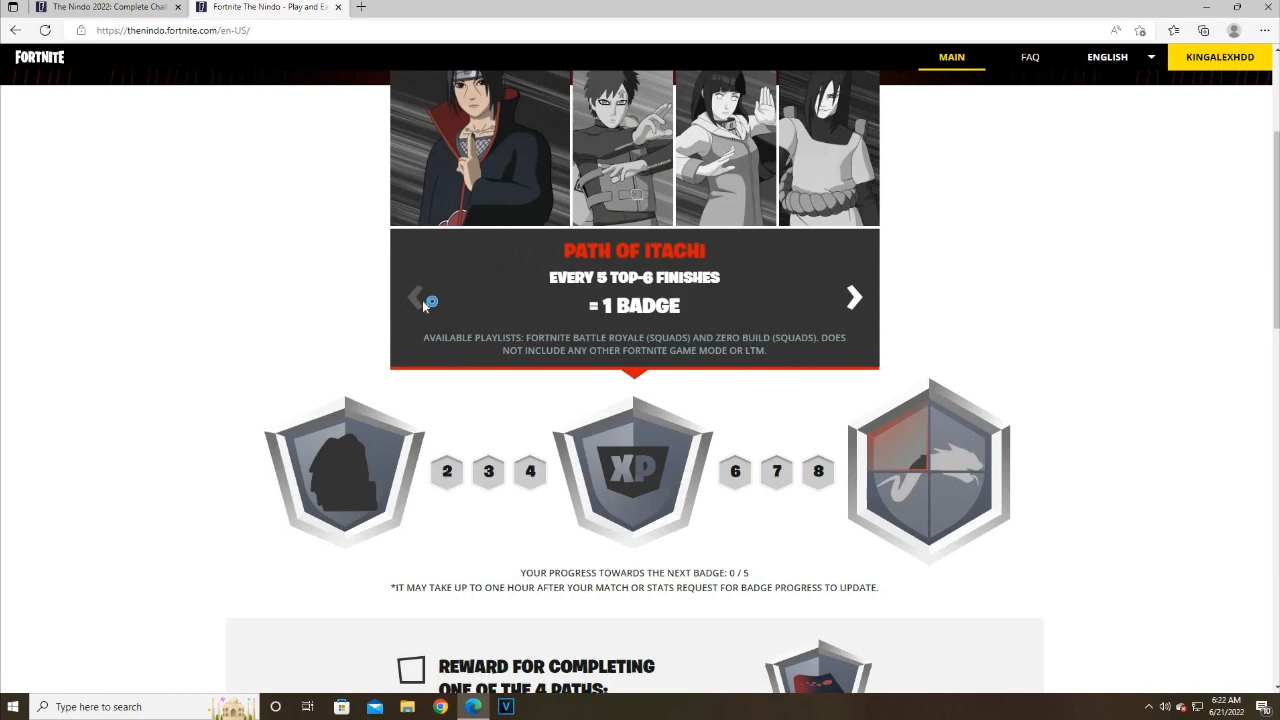 The Nindo 2022: Complete Chal
Fortnite The Nindo - Play and Ea
https://thenindo.fortnite.com/en-US/
FORTNITE
MAIN
FAQ
ENGLISH
KINGALEXHDD
PATH OF ITACHI
EVERY 5 TOP-6 FINISHES
= 1 BADGE
AVAILABLE PLAYLISTS: FORTNITE BATTLE ROYALE (SQUADS) AND ZERO BUILD (SQUADS). DOES
NOT INCLUDE ANY OTHER FORTNITE GAME MODE OR LTM.
2 3 4 XP 6 7 8
YOUR PROGRESS TOWARDS THE NEXT BADGE: 0 / 5
*IT MAY TAKE UP TO ONE HOUR AFTER YOUR MATCH OR STATS REQUEST FOR BADGE PROGRESS TO UPDATE.
REWARD FOR COMPLETING
ONE OF THE 4 PATHS:
Type here to search
6:22 AM
6/21/2022